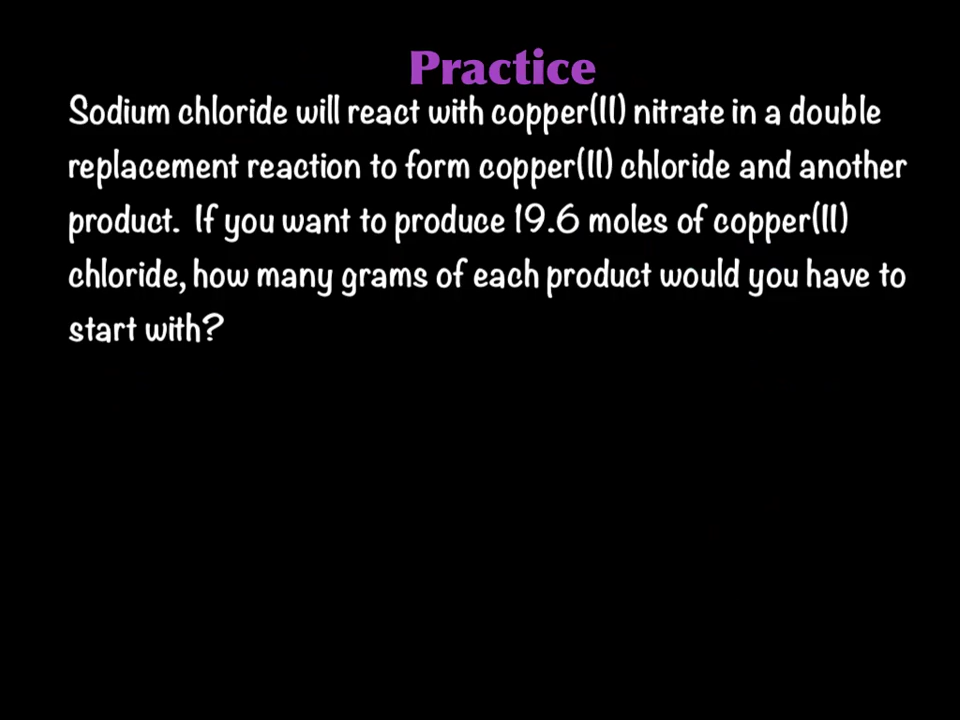 Practice
Sodium chloride will react with copper(II) nitrate in a double
replacement reaction to form copper(II) chloride and another
product.  If you want to produce 19.6 moles of copper(II)
chloride, how many grams of each product would you have to
start with?